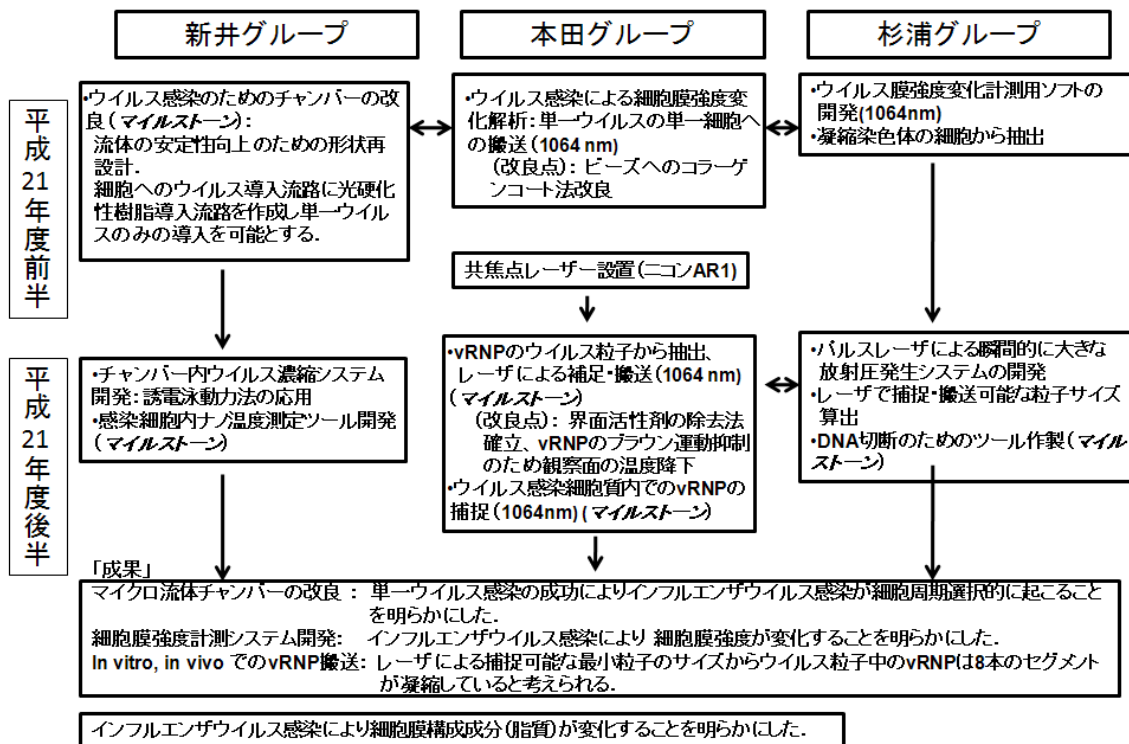 新井グループ
本田グループ
杉浦グループ
平成21年度前半
•ウイルス感染のためのチャンバーの改
良(マイルストーン):
流体の安定性向上のための形状再
設計.
細胞へのウイルス導入流路に光硬化
性樹脂導入流路を作成し単一ウイル
スのみの導入を可能とする.
•ウイルス感染による細胞膜強度変
化解析:単一ウイルスの単一細胞へ
の搬送(1064 nm)
(改良点):ビーズへのコラーゲ
ンコート法改良
•ウイルス膜強度変化計測用ソフトの
開発(1064nm)
•凝縮染色体の細胞から抽出
共焦点レーザー設置(ニコンAR1)
平成21年度後半
•チャンバー内ウイルス濃縮システム
開発:誘電泳動力法の応用
•感染細胞内ナノ温度測定ツール開発
(マイルストーン)
•vRNPのウイルス粒子から抽出、
レーザによる補足・搬送(1064 nm)
(マイルストーン)
(改良点):界面活性剤の除去法
確立、vRNPのブラウン運動抑制
のため観察面の温度降下
•ウイルス感染細胞質内でのvRNPの
捕捉(1064nm)(マイルストーン)
•パルスレーザによる瞬間的に大きな
放射圧発生システムの開発
•レーザで捕捉・搬送可能な粒子サイズ
算出
•DNA切断のためのツール作製(マイル
ストーン)
「成果」
マイクロ流体チャンバーの改良: 単一ウイルス感染の成功によりインフルエンザウイルス感染が細胞周期選択的に起こること
を明らかにした.
細胞膜強度計測システム開発: インフルエンザウイルス感染により 細胞膜強度が変化することを明らかにした.
In vitro, in vivo でのvRNP搬送: レーザによる捕捉可能な最小粒子のサイズからウイルス粒子中のvRNPは8本のセグメント
が凝縮していると考えられる.
インフルエンザウイルス感染により細胞膜構成成分(脂質)が変化することを明らかにした.